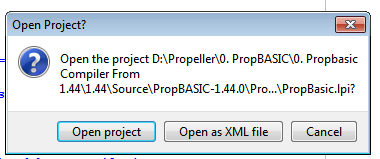 Open Project?
Open the project D:\Propeller\0. PropBASIC\0. Propbasic
Compiler From
1.44\1.44\Source\PropBASIC-1.44.0\Pro...\PropBasic.lpi?
Open project
Open as XML file
Cancel